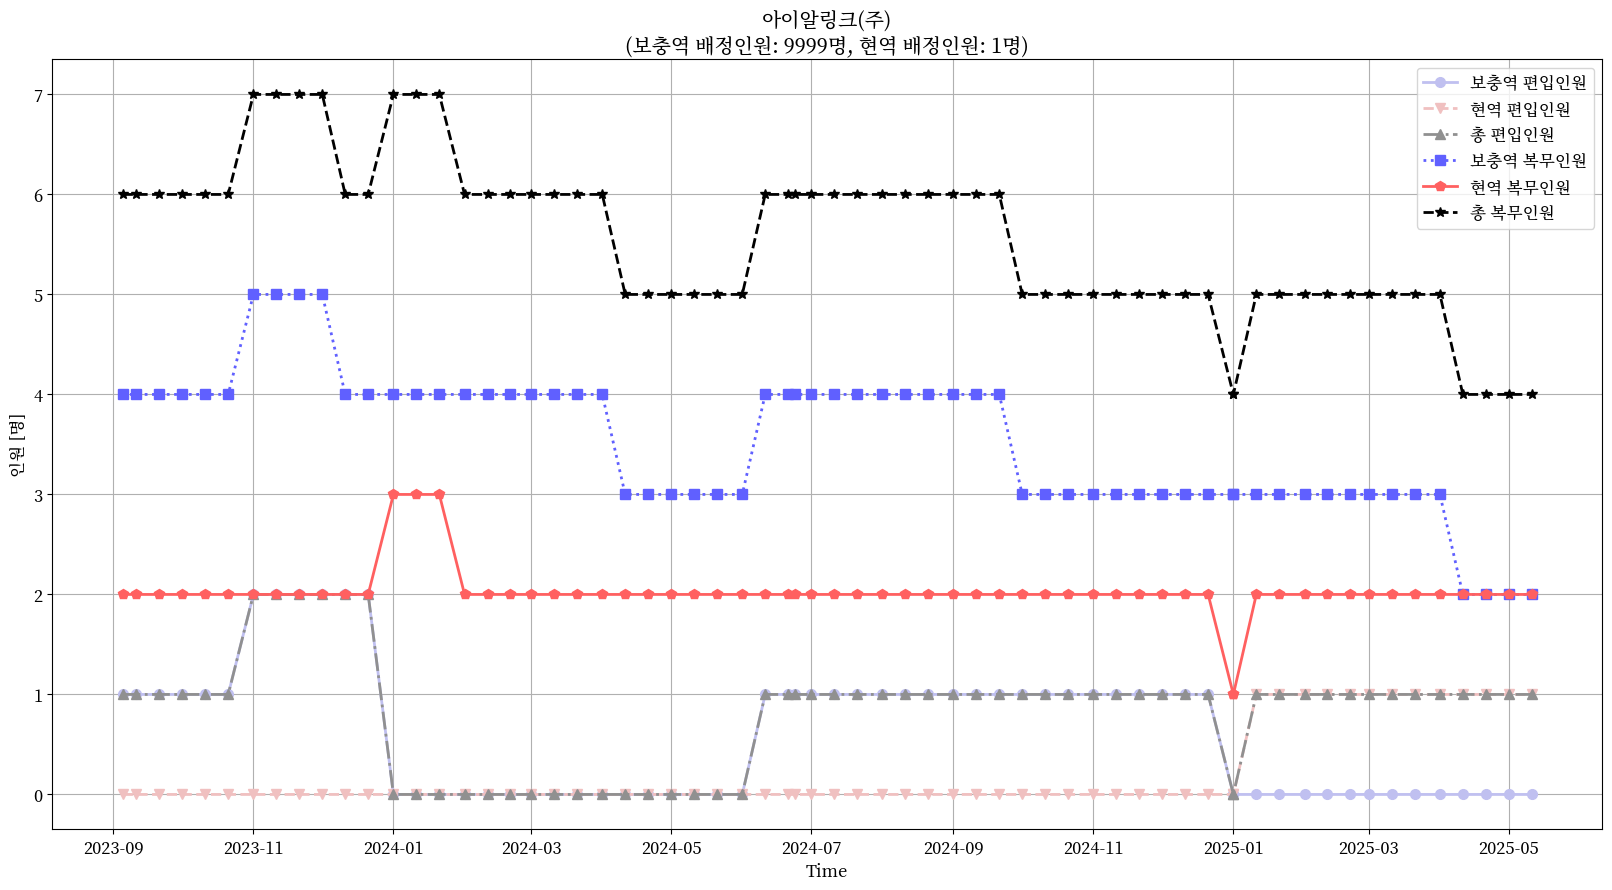 아이알링크(주)
(보충역 배정인원: 9999명, 현역 배정인원: 1명)
보충역 편입인원
현역 편입인원
총 편입인원
보충역 복무인원
현역 복무인원
총 복무인원
인원 [명]
7
6
5
4
3
2
1
0
2023-09 2023-11 2024-01 2024-03 2024-05 2024-07 2024-09 2024-11 2025-01 2025-03 2025-05
Time